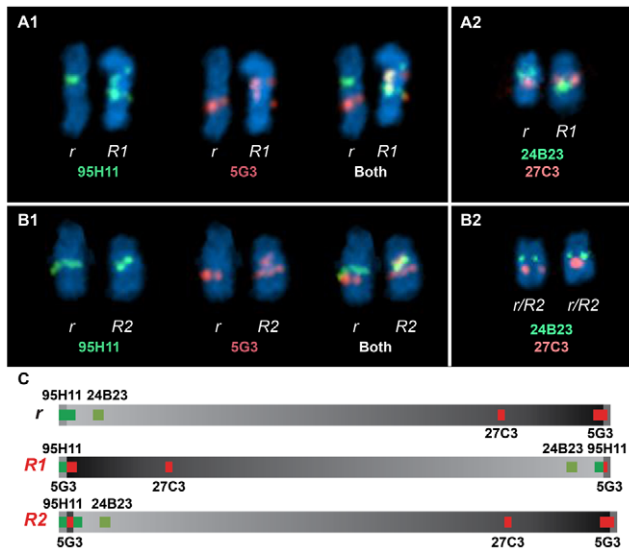 A1
A2
r R1 r R1 r R1
95H11 5G3 Both
r R1
24B23
27C3
B1
B2
r R2 r R2 r R2
95H11 5G3 Both
r/R2 r/R2
24B23
27C3
C
95H11 24B23
r
27C3 5G3
95H11 24B23 95H11
R1
5G3 27C3 5G3
95H11 24B23
R2
5G3 27C3 5G3